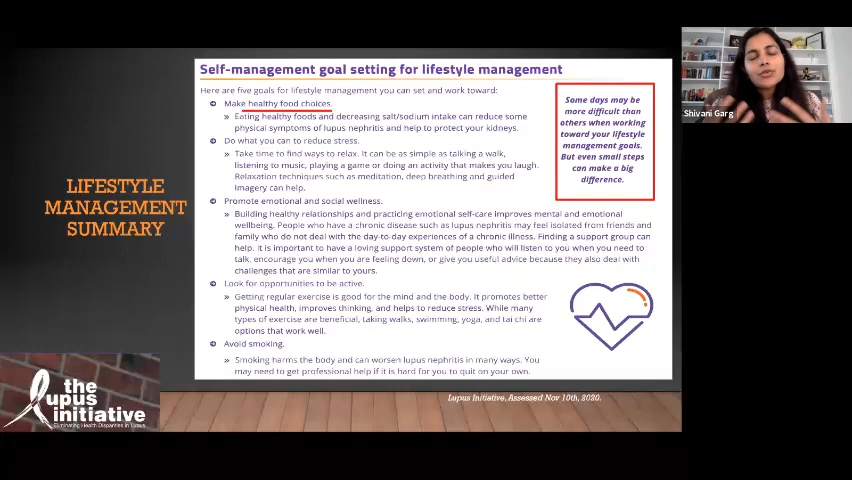 Self-management goal setting for lifestyle management
Here are five goals for lifestyle management you can set and work toward:
Make healthy food choices.
» Eating healthy foods and decreasing salt/sodium intake can reduce some
physical symptoms of lupus nephritis and help to protect your kidneys.
Do what you can to reduce stress.
» Take time to find ways to relax. It can be as simple as talking a walk,
listening to music, playing a game or doing an activity that makes you laugh.
Relaxation techniques such as meditation, deep breathing and guided
imagery can help.
Promote emotional and social wellness.
» Building healthy relationships and practicing emotional self-care improves mental and emotional
wellbeing. People who have a chronic disease such as lupus nephritis may feel isolated from friends and
family who do not deal with the day-to-day experiences of a chronic illness. Finding a support group can
help. It is important to have a loving support system of people who will listen to you when you need to
talk, encourage you when you are feeling down, or give you useful advice because they also deal with
challenges that are similar to yours.
Look for opportunities to be active.
» Getting regular exercise is good for the mind and the body. It promotes better
physical health, improves thinking, and helps to reduce stress. While many
types of exercise are beneficial, taking walks, swimming, yoga, and tai chi are
options that work well.
Avoid smoking.
» Smoking harms the body and can worsen lupus nephritis in many ways. You
may need to get professional help if it is hard for you to quit on your own.
Some days may be
more difficult than
others when working
toward your lifestyle
management goals.
But even small steps
can make a big
difference.
LIFESTYLE
MANAGEMENT
SUMMARY
the
lupus
initiative
Eliminating Health Disparities in Lupus
Lupus Initiative, Assessed Nov 10th, 2020.
Shivani Garg